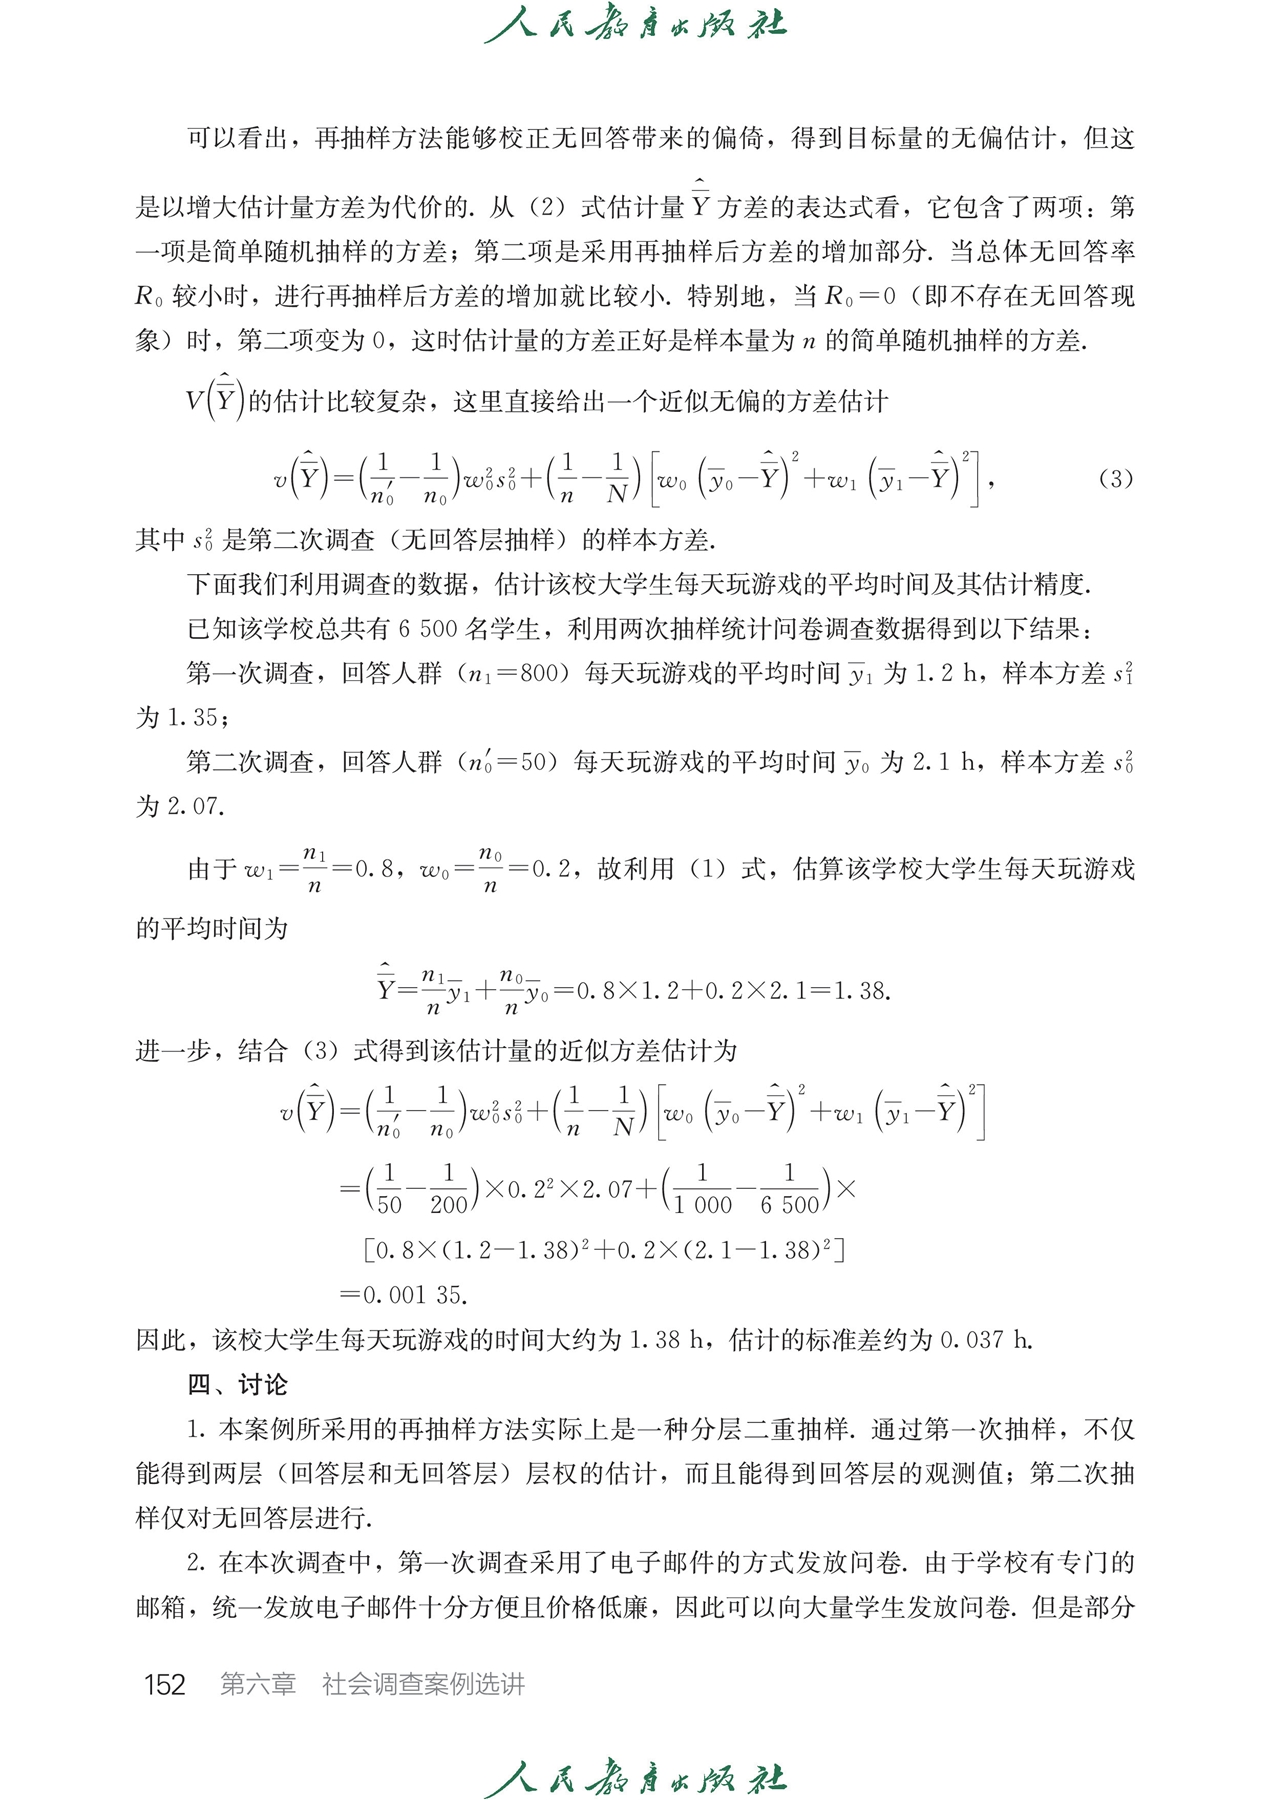 人民教育出版社
可以看出，再抽样方法能够校正无回答带来的偏倚，得到目标量的无偏估计，但这
是以增大估计量方差为代价的. 从（2）式估计量 $\hat{\overline{Y}}$ 方差的表达式看，它包含了两项：第
一项是简单随机抽样的方差；第二项是采用再抽样后方差的增加部分. 当总体无回答率
$R_0$ 较小时，进行再抽样后方差的增加就比较小. 特别地，当 $R_0=0$（即不存在无回答现
象）时，第二项变为 0，这时估计量的方差正好是样本量为 $n$ 的简单随机抽样的方差.
$V\left(\hat{\overline{Y}}\right)$的估计比较复杂，这里直接给出一个近似无偏的方差估计
$v\left(\hat{\overline{Y}}\right)=\left(\frac{1}{n_0'}-\frac{1}{n_0}\right)w_0^2s_0^2+\left(\frac{1}{n}-\frac{1}{N}\right)\left[w_0\left(\overline{y}_0-\hat{\overline{Y}}\right)^2+w_1\left(\overline{y}_1-\hat{\overline{Y}}\right)^2\right]$， （3）
其中 $s_0^2$ 是第二次调查（无回答层抽样）的样本方差.
下面我们利用调查的数据，估计该校大学生每天玩游戏的平均时间及其估计精度.
已知该学校总共有 6 500 名学生，利用两次抽样统计问卷调查数据得到以下结果：
第一次调查，回答人群（$n_1=800$）每天玩游戏的平均时间 $\overline{y}_1$ 为 1.2 h，样本方差 $s_1^2$
为 1.35；
第二次调查，回答人群（$n_0'=50$）每天玩游戏的平均时间 $\overline{y}_0$ 为 2.1 h，样本方差 $s_0^2$
为 2.07.
由于 $w_1=\frac{n_1}{n}=0.8$，$w_0=\frac{n_0}{n}=0.2$，故利用（1）式，估算该学校大学生每天玩游戏
的平均时间为
$\hat{\overline{Y}}=\frac{n_1}{n}\overline{y}_1+\frac{n_0}{n}\overline{y}_0=0.8×1.2+0.2×2.1=1.38.$
进一步，结合（3）式得到该估计量的近似方差估计为
$v\left(\hat{\overline{Y}}\right)=\left(\frac{1}{n_0'}-\frac{1}{n_0}\right)w_0^2s_0^2+\left(\frac{1}{n}-\frac{1}{N}\right)\left[w_0\left(\overline{y}_0-\hat{\overline{Y}}\right)^2+w_1\left(\overline{y}_1-\hat{\overline{Y}}\right)^2\right]$
$=\left(\frac{1}{50}-\frac{1}{200}\right)×0.2^2×2.07+\left(\frac{1}{1\ 000}-\frac{1}{6\ 500}\right)×$
$[0.8×(1.2-1.38)^2+0.2×(2.1-1.38)^2]$
=0.001 35.
因此，该校大学生每天玩游戏的时间大约为 1.38 h，估计的标准差约为 0.037 h.
四、讨论
1. 本案例所采用的再抽样方法实际上是一种分层二重抽样. 通过第一次抽样，不仅
能得到两层（回答层和无回答层）层权的估计，而且能得到回答层的观测值；第二次抽
样仅对无回答层进行.
2. 在本次调查中，第一次调查采用了电子邮件的方式发放问卷. 由于学校有专门的
邮箱，统一发放电子邮件十分方便且价格低廉，因此可以向大量学生发放问卷. 但是部分
152 第六章 社会调查案例选讲
人民教育出版社